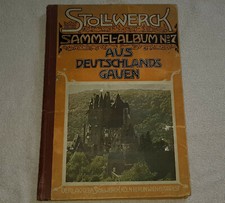 STOLLWERCK
SAMMEL-ALBUM No 7
AUS
DEUTSCHLANDS
GAUEN